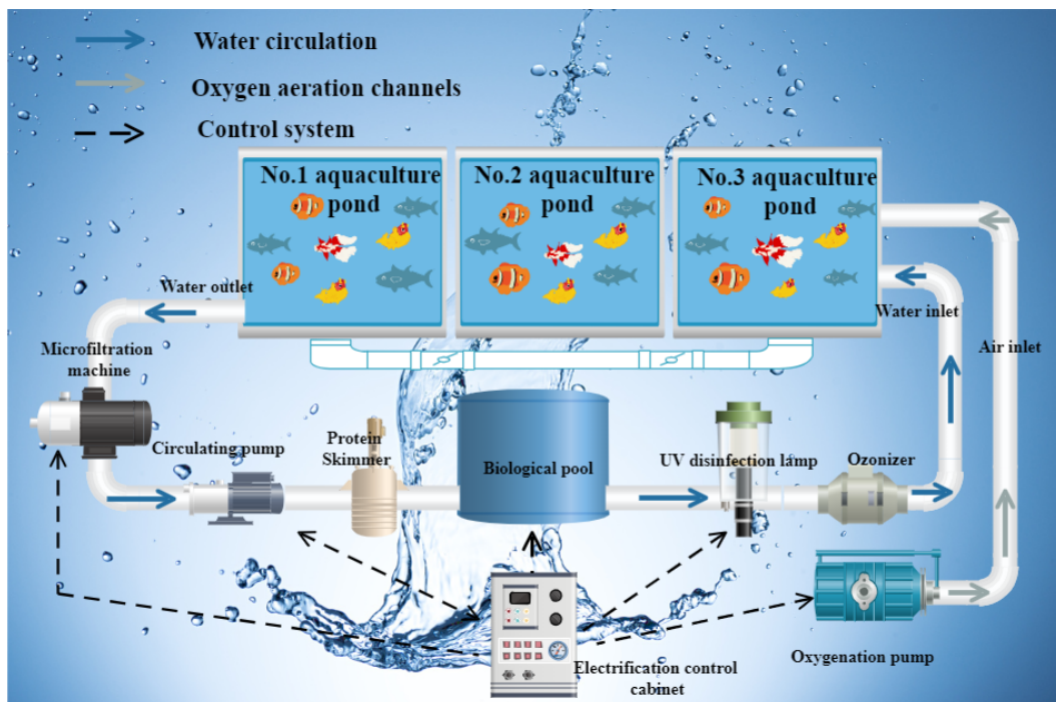 Water circulation
Oxygen aeration channels
Control system
No.1 aquaculture
pond
No.2 aquaculture
pond
No.3 aquaculture
pond
Water outlet
Water inlet
Microfiltration
machine
Air inlet
Circulating pump
Protein
Skimmer
Biological pool
UV disinfection lamp
Ozonizer
Oxygenation pump
Electrification control
cabinet